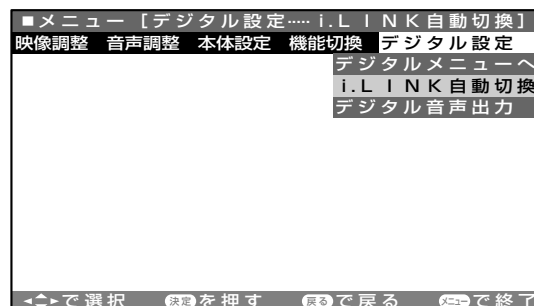 ■メニュー [デジタル設定…… i.LINK自動切換]
映像調整 音声調整 本体設定 機能切換 デジタル設定
デジタルメニューへ
i.LINK自動切換
デジタル音声出力
で選択 決定を押す 戻るで戻る メニューで終了